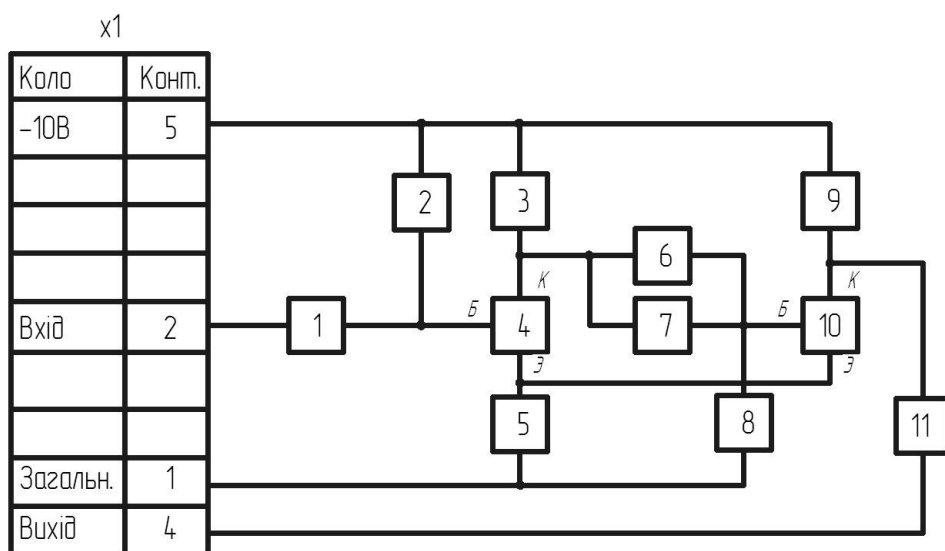 x1
Коло Конт.
-10В 5
2 3 9
6
К К
Вхід 2 1 Б 4 7 Б 10
Э Э
5 8 11
Загальн. 1
Вихід 4